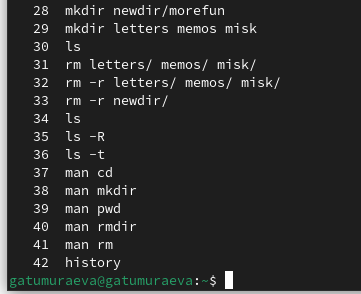 28 mkdir newdir/morefun
29 mkdir letters memos misk
30 ls
31 rm letters/ memos/ misk/
32 rm -r letters/ memos/ misk/
33 rm -r newdir/
34 ls
35 ls -R
36 ls -t
37 man cd
38 man mkdir
39 man pwd
40 man rmdir
41 man rm
42 history
gatumuraeva@gatumuraeva:~$